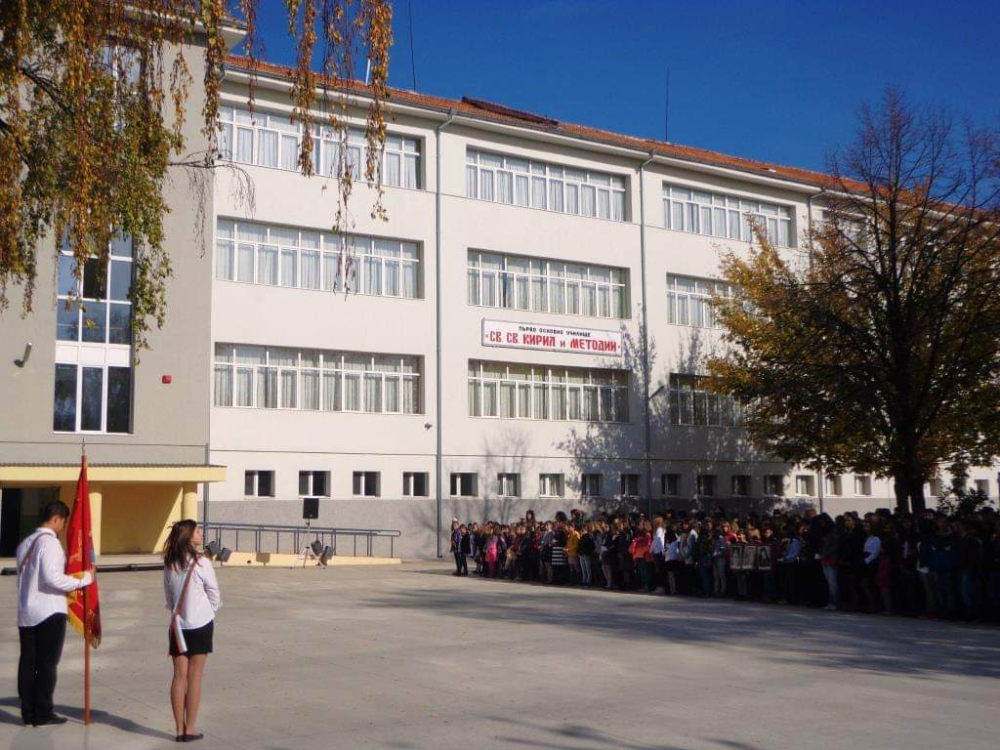 ПЪРВО ОСНОВНО УЧИЛИЩЕ
"СВ. СВ. КИРИЛ и МЕТОДИЙ"